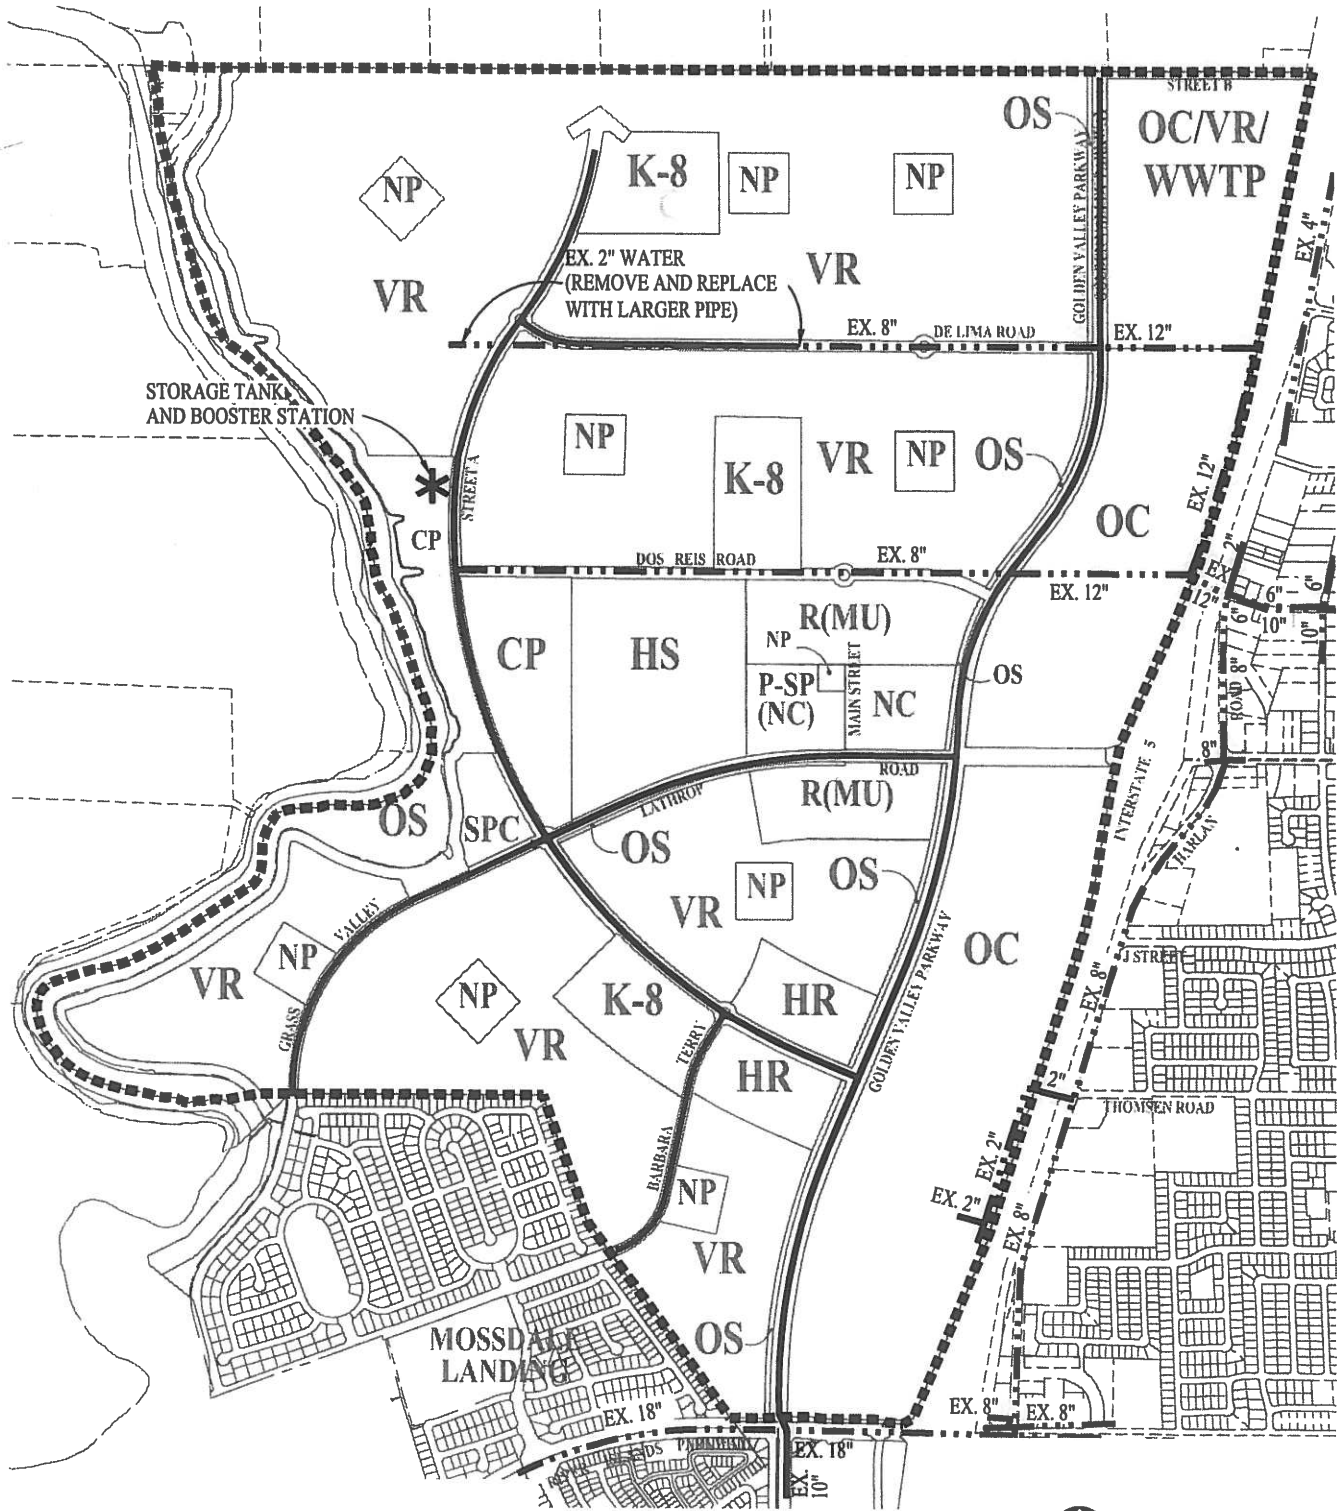 STREET B
OS
OC/VR/
WWTP
K-8
NP
NP
NP
GOLDEN VALLEY PARKWAY
EX. 4"
EX. 2" WATER
(REMOVE AND REPLACE
WITH LARGER PIPE)
VR
VR
EX. 8"
DE LIMA ROAD
EX. 12"
STORAGE TANK
AND BOOSTER STATION
NP
K-8
VR
NP
OS
STREET A
EX. 12"
OC
CP
DOS REIS ROAD
EX. 8"
EX. 12"
2"
EX.
12"
6"
6"
10"
6"
10"
R(MU)
NP
CP
HS
MAIN STREET
OS
P-SP
(NC)
NC
ROAD 8"
8"
ROAD
LATHROP
R(MU)
INTERSTATE 5
HARLAN
OS
SPC
OS
NP
OS
VR
VALLEY
GOLDEN VALLEY PARKWAY
OC
J STREET
NP
VR
NP
K-8
HR
EX. 8"
GRASS
VR
TERRY
HR
2"
THOMSEN ROAD
BARBARA
NP
EX. 2"
EX. 2"
EX. 8"
VR
OS
MOSSDALE
LANDING
EX. 18"
EX. 8"
EX. 8"
EX. 18"
EX.
10"